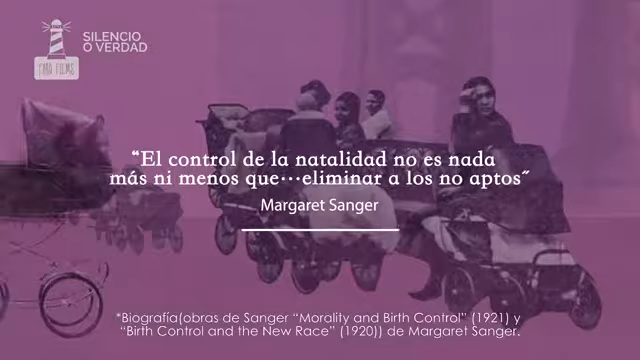 SILENCIO
O VERDAD
FARO FILMS
“El control de la natalidad no es nada
más ni menos que···eliminar a los no aptos˝
Margaret Sanger
*Biografía(obras de Sanger “Morality and Birth Control” (1921) y
“Birth Control and the New Race” (1920)) de Margaret Sanger.